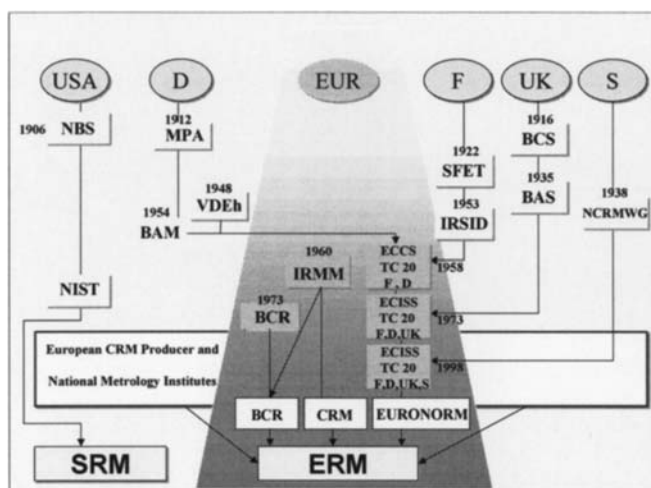 USA
D
EUR
F
UK
S
1906
NBS
1912
MPA
1916
BCS
1922
SFET
1935
BAS
1948
VDEh
1938
NCRMWG
1953
IRSID
1954
BAM
1960
IRMM
ECCS
TC 20
F, D
1958
NIST
1973
BCR
ECISS
TC 20
F,D,UK
1973
European CRM Producer and
National Metrology Institutes
ECISS
TC 20
F,D,UK,S
1998
BCR
CRM
EURONORM
SRM
ERM